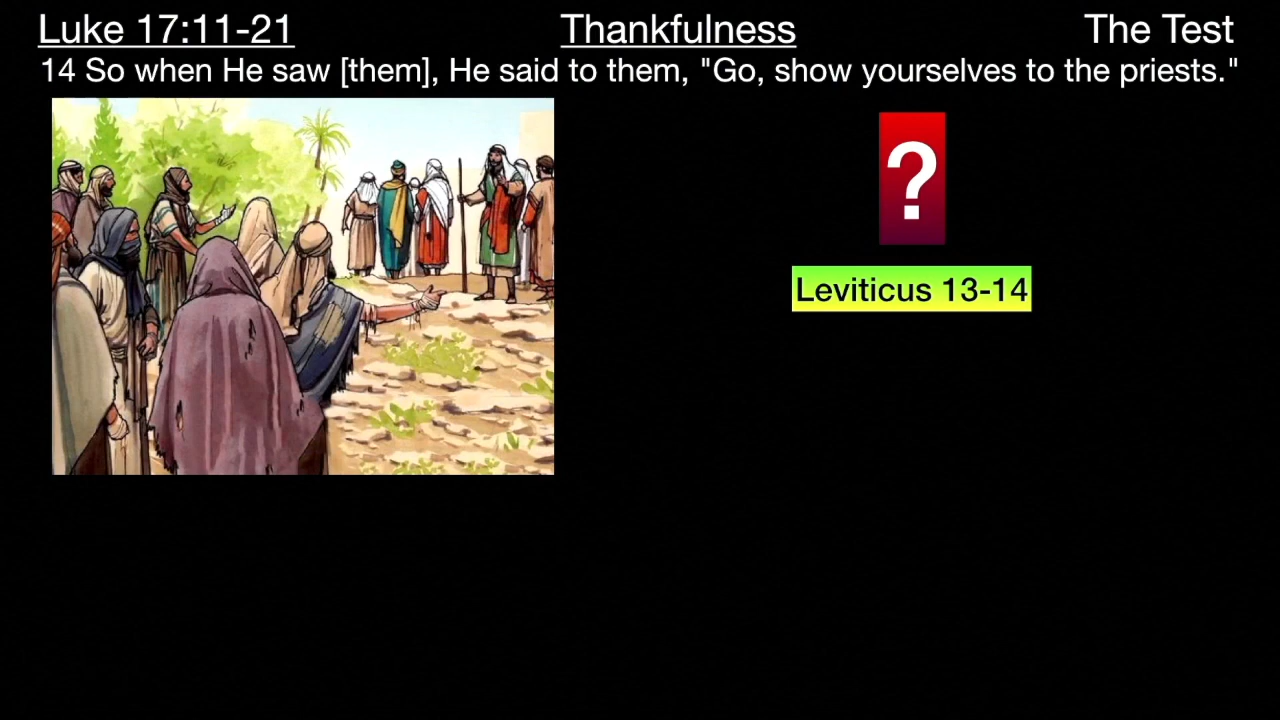 Luke 17:11-21 Thankfulness The Test
14 So when He saw [them], He said to them, "Go, show yourselves to the priests."
?
Leviticus 13-14